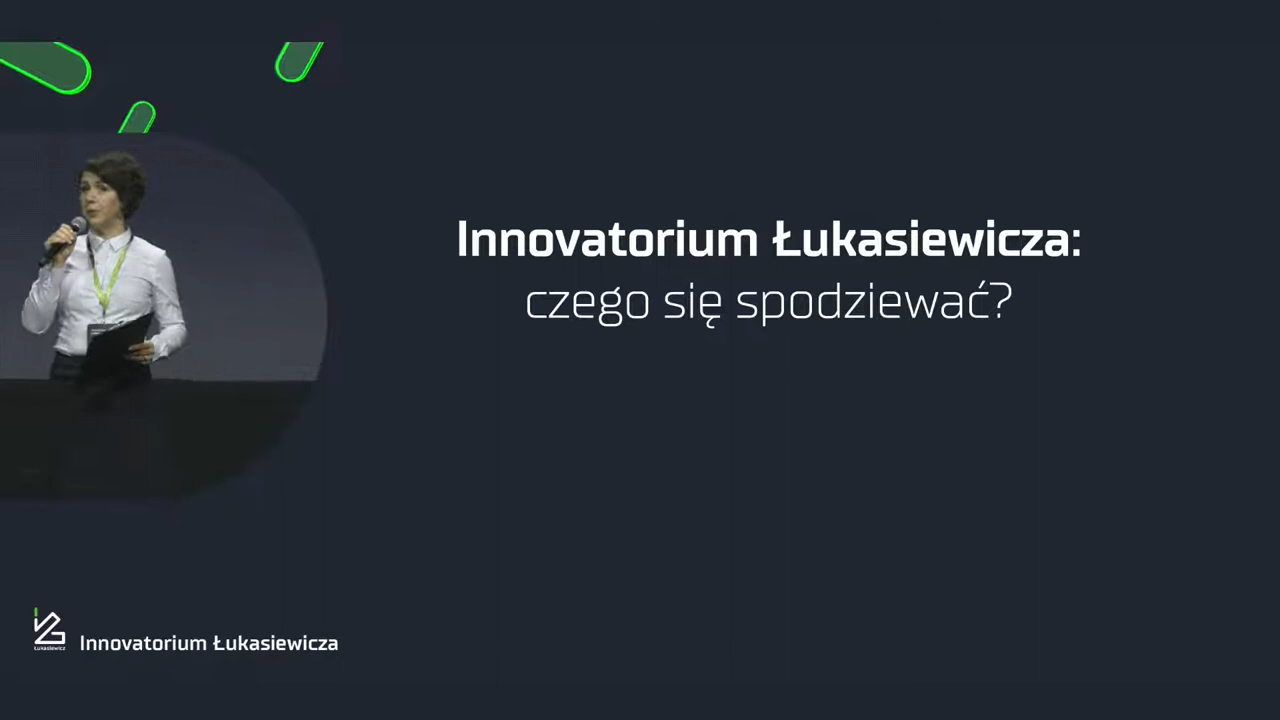 Innovatorium Łukasiewicza:
czego się spodziewać?
Łukasiewicz
Innovatorium Łukasiewicza